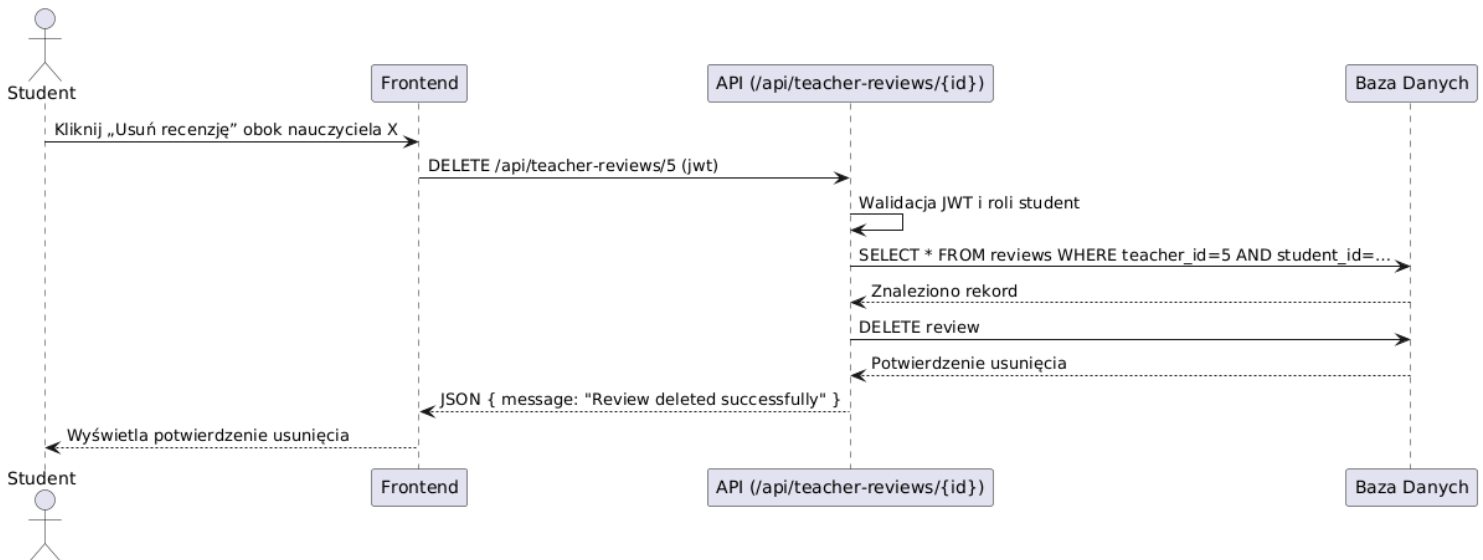 Student
Frontend
API (/api/teacher-reviews/{id})
Baza Danych
Kliknij „Usuń recenzję” obok nauczyciela X
DELETE /api/teacher-reviews/5 (jwt)
Walidacja JWT i roli student
SELECT * FROM reviews WHERE teacher_id=5 AND student_id=...
Znaleziono rekord
DELETE review
Potwierdzenie usunięcia
JSON { message: "Review deleted successfully" }
Wyświetla potwierdzenie usunięcia
Student
Frontend
API (/api/teacher-reviews/{id})
Baza Danych